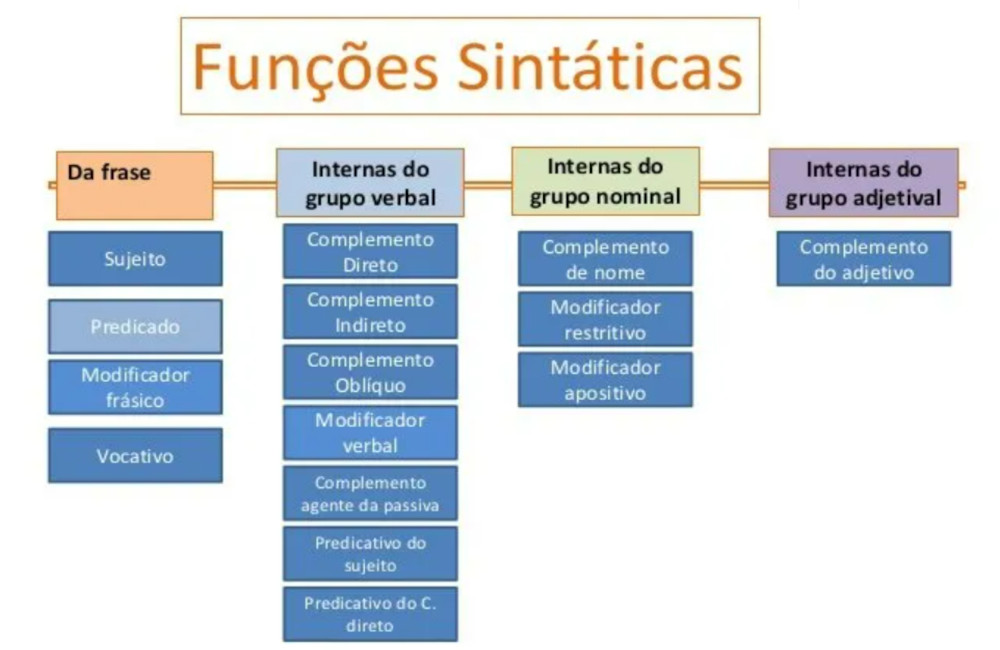 Funções Sintáticas
Da frase
Sujeito
Predicado
Modificador
frásico
Vocativo
Internas do
grupo verbal
Complemento
Direto
Complemento
Indireto
Complemento
Oblíquo
Modificador
verbal
Complemento
agente da passiva
Predicativo do
sujeito
Predicativo do C.
direto
Internas do
grupo nominal
Complemento
de nome
Modificador
restritivo
Modificador
apositivo
Internas do
grupo adjetival
Complemento
do adjetivo